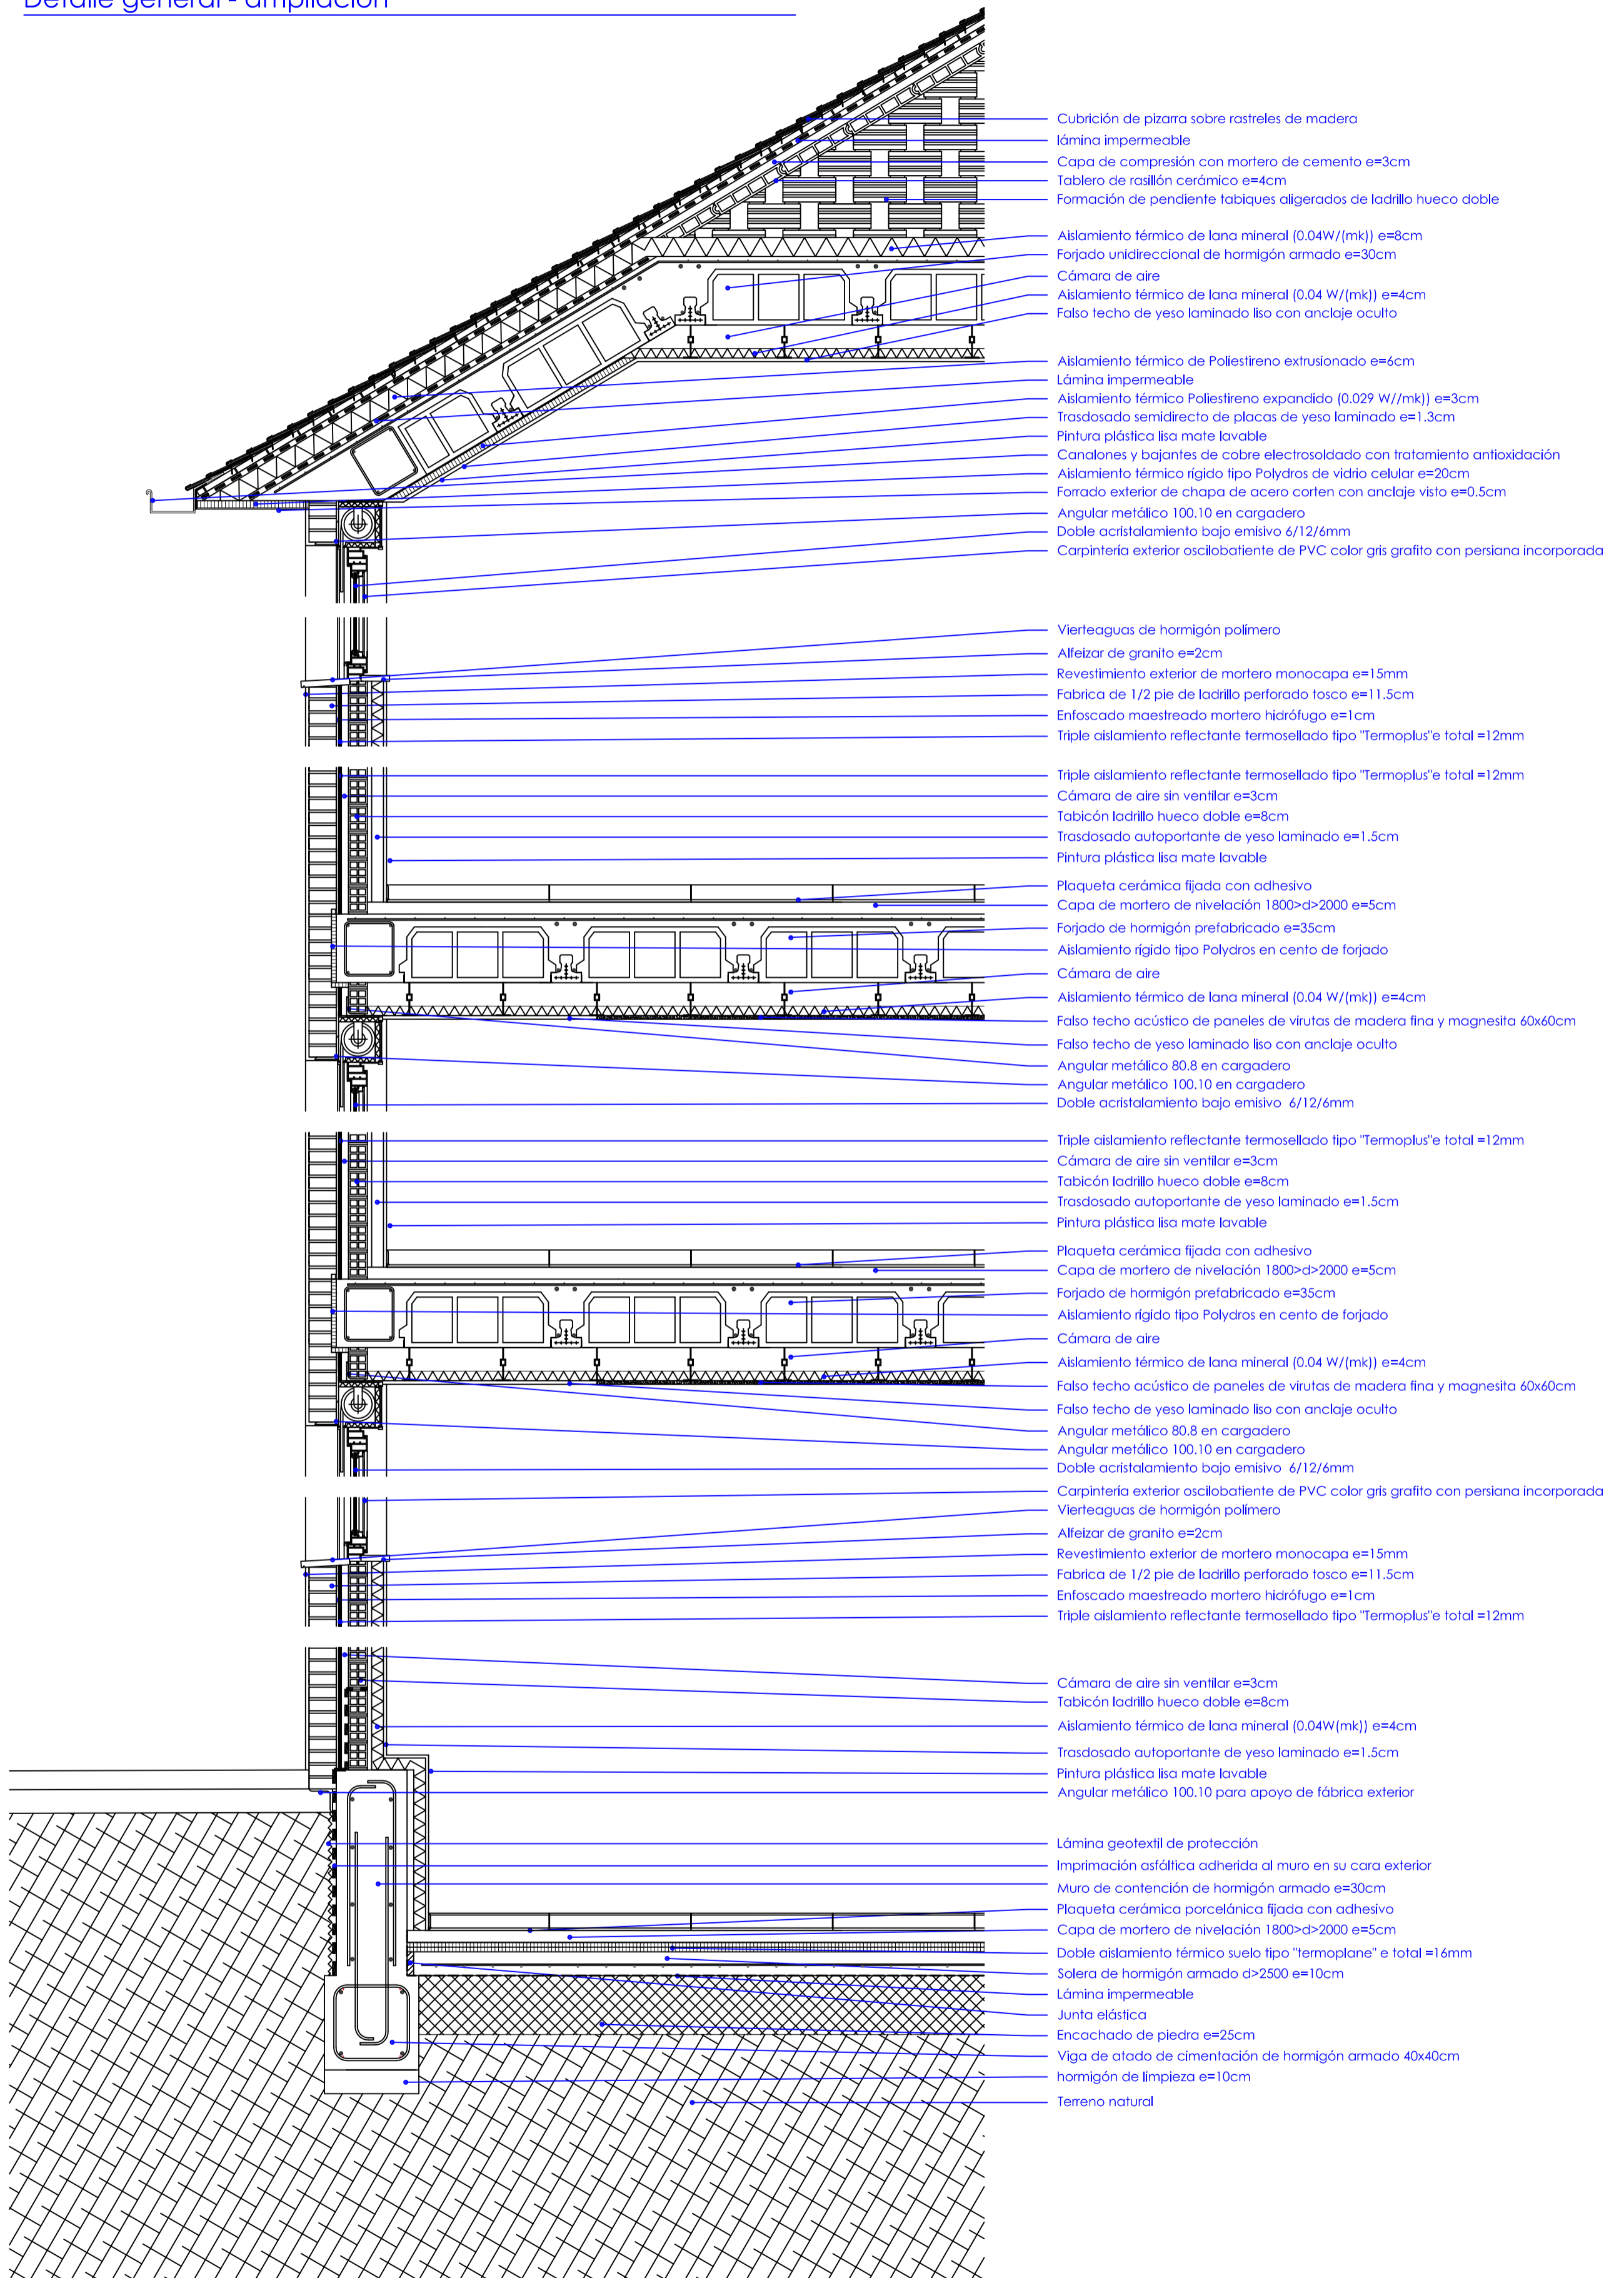 Detalle general - ampliación
Cubrición de pizarra sobre rastreles de madera
lámina impermeable
Capa de compresión con mortero de cemento e=3cm
Tablero de rasillón cerámico e=4cm
Formación de pendiente tabiques aligerados de ladrillo hueco doble
Aislamiento térmico de lana mineral (0.04W/(mk)) e=8cm
Forjado unidireccional de hormigón armado e=30cm
Cámara de aire
Aislamiento térmico de lana mineral (0.04 W/(mk)) e=4cm
Falso techo de yeso laminado liso con anclaje oculto
Aislamiento térmico de Poliestireno extrusionado e=6cm
Lámina impermeable
Aislamiento térmico Poliestireno expandido (0.029 W//mk)) e=3cm
Trasdosado semidirecto de placas de yeso laminado e=1.3cm
Pintura plástica lisa mate lavable
Canalones y bajantes de cobre electrosoldado con tratamiento antioxidación
Aislamiento térmico rígido tipo Polydros de vidrio celular e=20cm
Forrado exterior de chapa de acero corten con anclaje visto e=0.5cm
Angular metálico 100.10 en cargadero
Doble acristalamiento bajo emisivo 6/12/6mm
Carpintería exterior oscilobatiente de PVC color gris grafito con persiana incorporada
Vierteaguas de hormigón polímero
Alfeizar de granito e=2cm
Revestimiento exterior de mortero monocapa e=15mm
Fabrica de 1/2 pie de ladrillo perforado tosco e=11.5cm
Enfoscado maestreado mortero hidrófugo e=1cm
Triple aislamiento reflectante termosellado tipo "Termoplus"e total =12mm
Triple aislamiento reflectante termosellado tipo "Termoplus"e total =12mm
Cámara de aire sin ventilar e=3cm
Tabicón ladrillo hueco doble e=8cm
Trasdosado autoportante de yeso laminado e=1.5cm
Pintura plástica lisa mate lavable
Plaqueta cerámica fijada con adhesivo
Capa de mortero de nivelación 1800>d>2000 e=5cm
Forjado de hormigón prefabricado e=35cm
Aislamiento rígido tipo Polydros en cento de forjado
Cámara de aire
Aislamiento térmico de lana mineral (0.04 W/(mk)) e=4cm
Falso techo acústico de paneles de virutas de madera fina y magnesita 60x60cm
Falso techo de yeso laminado liso con anclaje oculto
Angular metálico 80.8 en cargadero
Angular metálico 100.10 en cargadero
Doble acristalamiento bajo emisivo  6/12/6mm
Triple aislamiento reflectante termosellado tipo "Termoplus"e total =12mm
Cámara de aire sin ventilar e=3cm
Tabicón ladrillo hueco doble e=8cm
Trasdosado autoportante de yeso laminado e=1.5cm
Pintura plástica lisa mate lavable
Plaqueta cerámica fijada con adhesivo
Capa de mortero de nivelación 1800>d>2000 e=5cm
Forjado de hormigón prefabricado e=35cm
Aislamiento rígido tipo Polydros en cento de forjado
Cámara de aire
Aislamiento térmico de lana mineral (0.04 W/(mk)) e=4cm
Falso techo acústico de paneles de virutas de madera fina y magnesita 60x60cm
Falso techo de yeso laminado liso con anclaje oculto
Angular metálico 80.8 en cargadero
Angular metálico 100.10 en cargadero
Doble acristalamiento bajo emisivo  6/12/6mm
Carpintería exterior oscilobatiente de PVC color gris grafito con persiana incorporada
Vierteaguas de hormigón polímero
Alfeizar de granito e=2cm
Revestimiento exterior de mortero monocapa e=15mm
Fabrica de 1/2 pie de ladrillo perforado tosco e=11.5cm
Enfoscado maestreado mortero hidrófugo e=1cm
Triple aislamiento reflectante termosellado tipo "Termoplus"e total =12mm
Cámara de aire sin ventilar e=3cm
Tabicón ladrillo hueco doble e=8cm
Aislamiento térmico de lana mineral (0.04W(mk)) e=4cm
Trasdosado autoportante de yeso laminado e=1.5cm
Pintura plástica lisa mate lavable
Angular metálico 100.10 para apoyo de fábrica exterior
Lámina geotextil de protección
Imprimación asfáltica adherida al muro en su cara exterior
Muro de contención de hormigón armado e=30cm
Plaqueta cerámica porcelánica fijada con adhesivo
Capa de mortero de nivelación 1800>d>2000 e=5cm
Doble aislamiento térmico suelo tipo "termoplane" e total =16mm
Solera de hormigón armado d>2500 e=10cm
Lámina impermeable
Junta elástica
Encachado de piedra e=25cm
Viga de atado de cimentación de hormigón armado 40x40cm
hormigón de limpieza e=10cm
Terreno natural